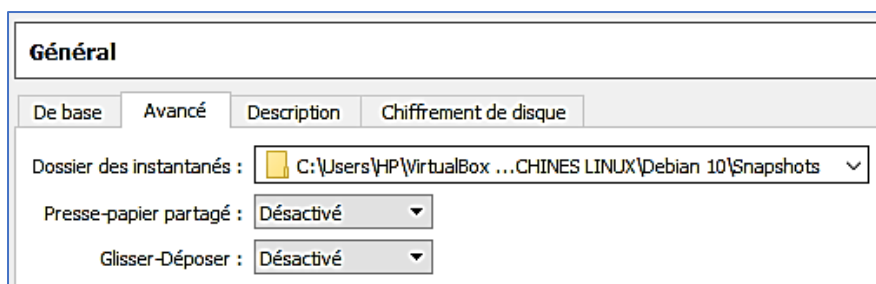 Général
De base Avancé Description Chiffrement de disque
Dossier des instantanés : C:\Users\HP\VirtualBox ...CHINES LINUX\Debian 10\Snapshots
Presse-papier partagé : Désactivé
Glisser-Déposer : Désactivé